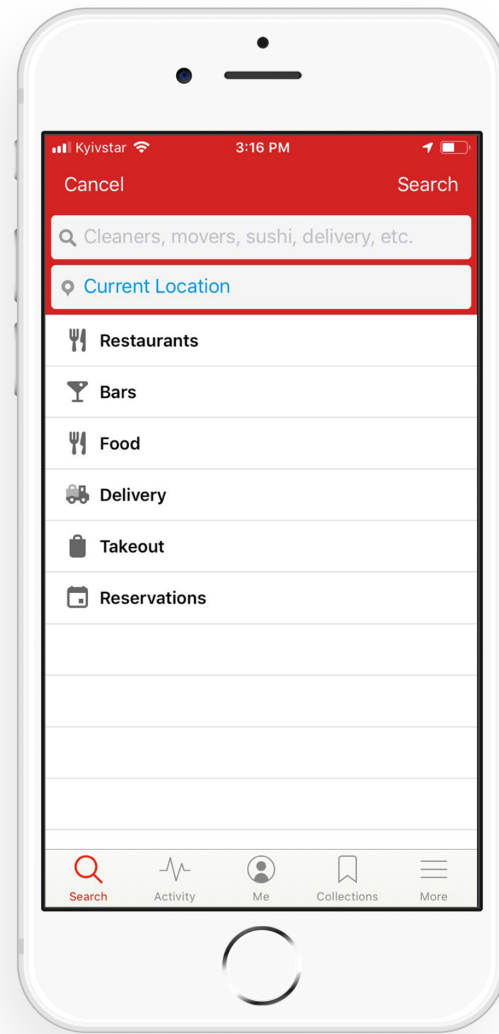 Kyivstar 3:16 PM
Cancel Search
Cleaners, movers, sushi, delivery, etc.
Current Location
Restaurants
Bars
Food
Delivery
Takeout
Reservations
Search Activity Me Collections More